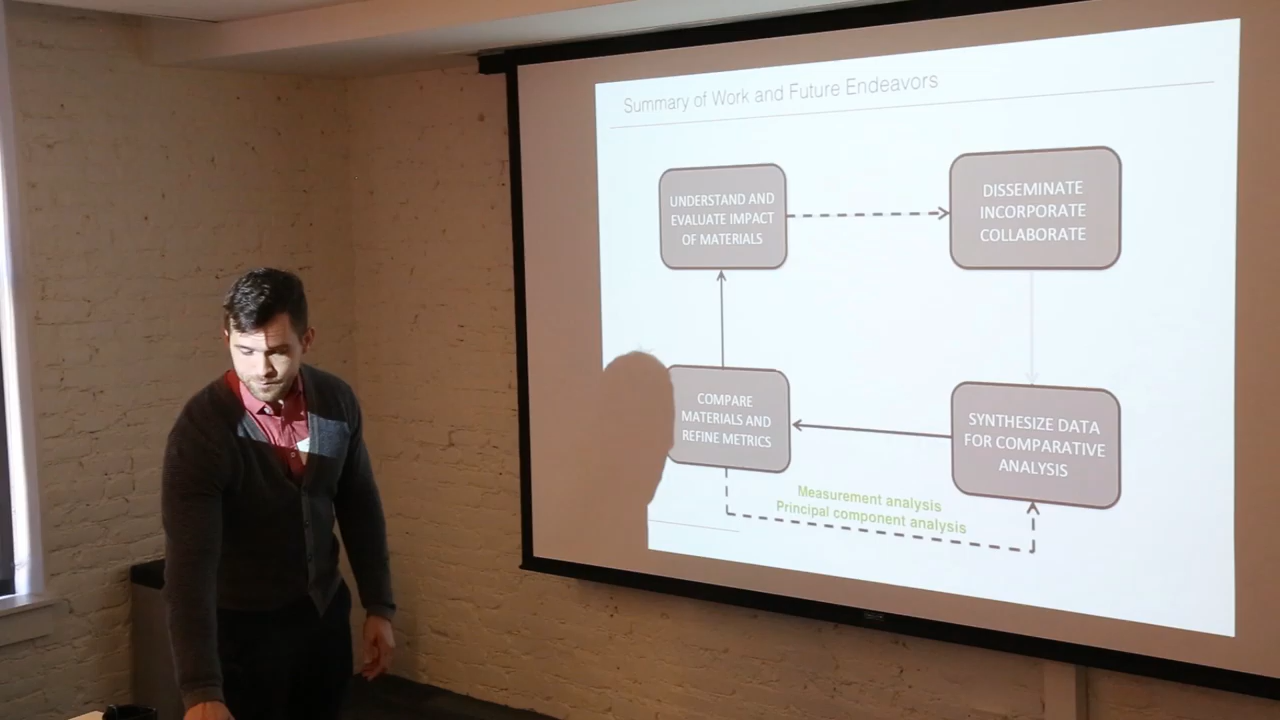 Summary of Work and Future Endeavors
UNDERSTAND AND
EVALUATE IMPACT
OF MATERIALS
DISSEMINATE
INCORPORATE
COLLABORATE
COMPARE
MATERIALS AND
REFINE METRICS
SYNTHESIZE DATA
FOR COMPARATIVE
ANALYSIS
Measurement analysis
Principal component analysis